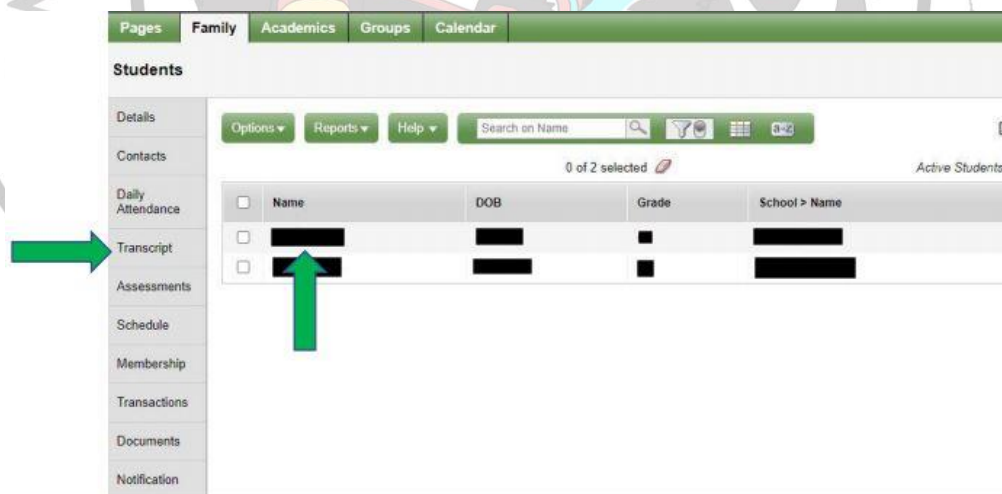 Pages Family Academics Groups Calendar
Students
Details
Contacts
Daily
Attendance
Transcript
Assessments
Schedule
Membership
Transactions
Documents
Notification
Options Reports Help Search on Name a-z
0 of 2 selected Active Students
Name DOB Grade School > Name